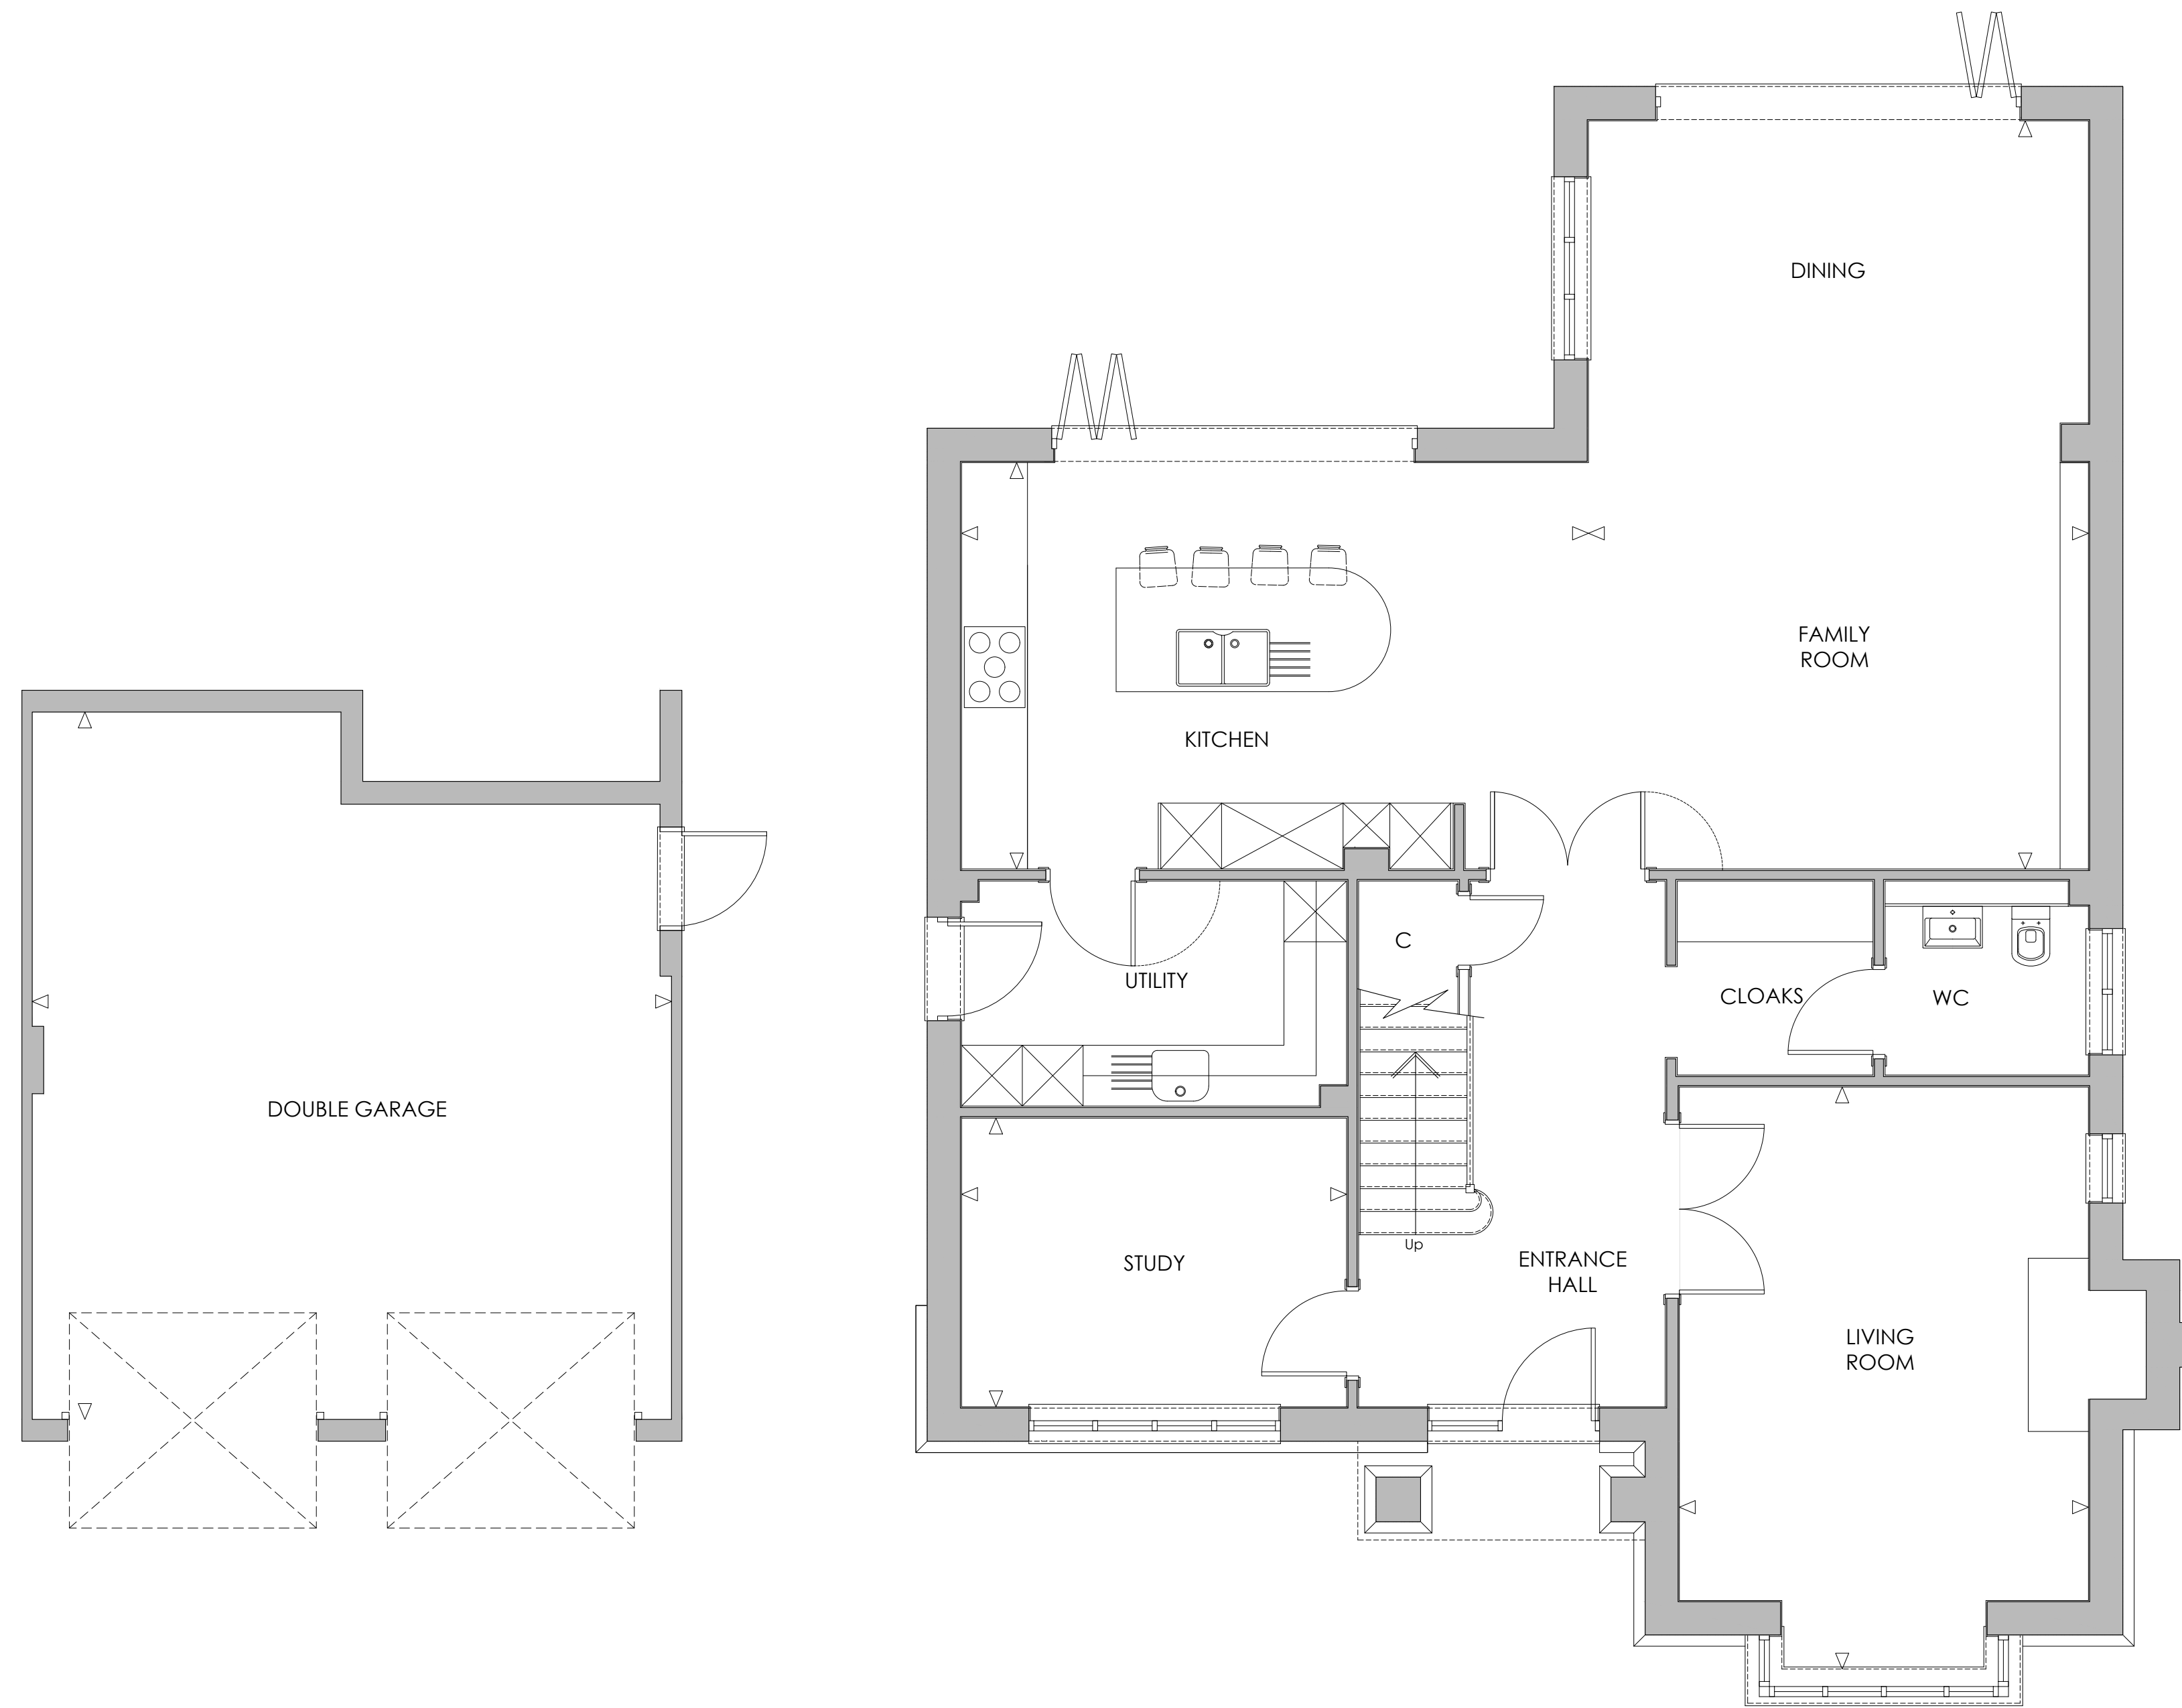 DINING
FAMILY
ROOM
KITCHEN
C
UTILITY
CLOAKS
WC
DOUBLE GARAGE
STUDY
Up
ENTRANCE
HALL
LIVING
ROOM